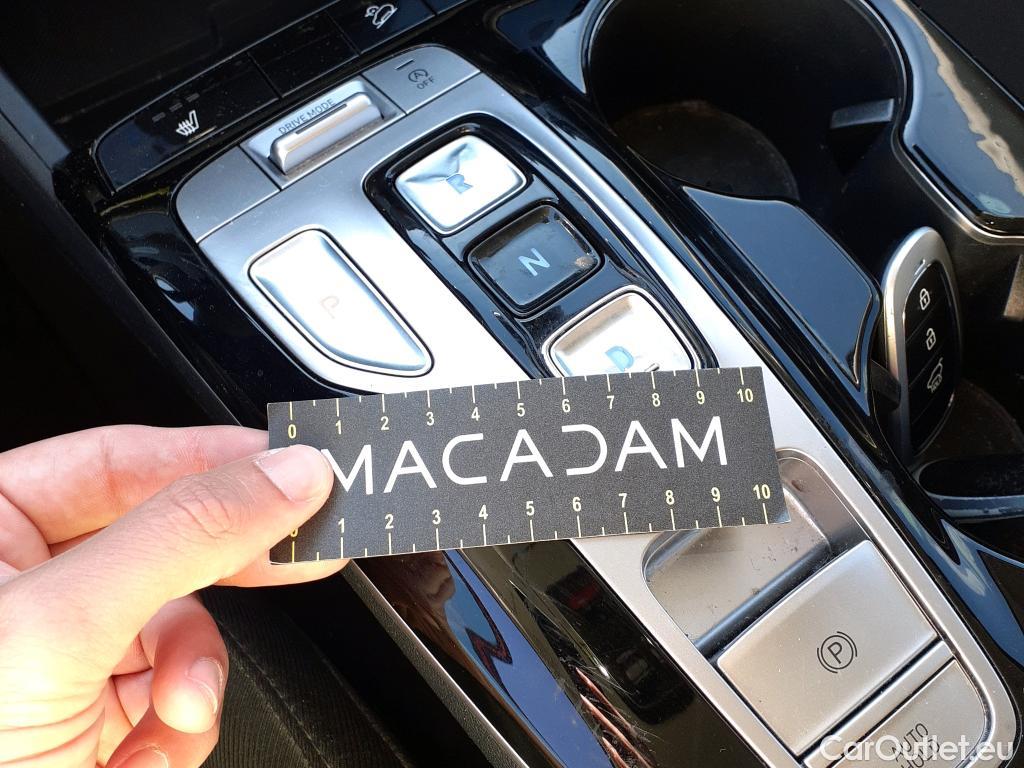 DRIVE MODE
A
OFF
R
N
D
P
0 1 2 3 4 5 6 7 8 9 10
MACADAM
0 1 2 3 4 5 6 7 8 9 10
P
AUTO
HOLD
CarOutlet.eu